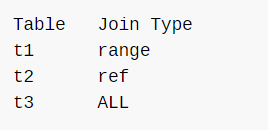 Table Join Type
t1 range
t2 ref
t3 ALL